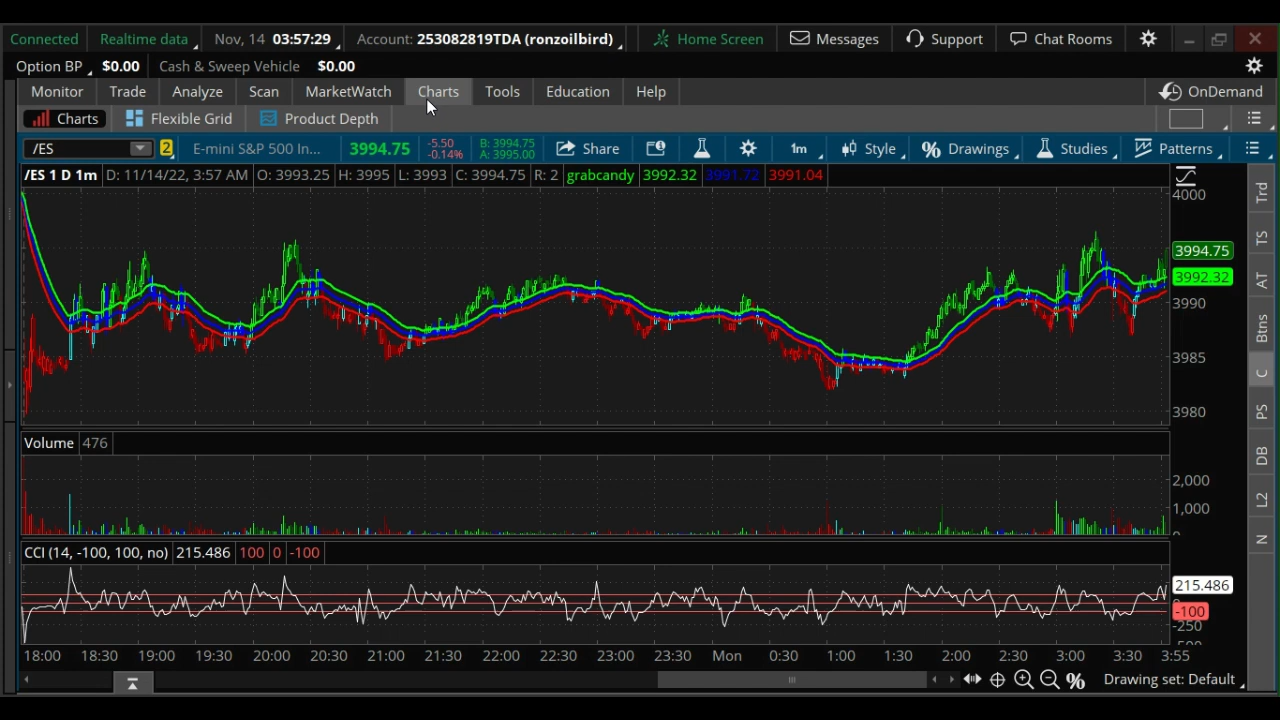 Connected Realtime data Nov, 14 03:57:29 Account: 253082819TDA (ronzoilbird) Home Screen Messages Support Chat Rooms
Option BP $0.00 Cash & Sweep Vehicle $0.00
Monitor Trade Analyze Scan MarketWatch Charts Tools Education Help OnDemand
Charts Flexible Grid Product Depth
/ES 2 E-mini S&P 500 In... 3994.75 -5.50 B: 3994.75 Share 1m Style Drawings Studies Patterns
-0.14% A: 3995.00
/ES 1 D 1m D: 11/14/22, 3:57 AM O: 3993.25 H: 3995 L: 3993 C: 3994.75 R: 2 grabcandy 3992.32 3991.72 3991.04
4000
3994.75
3992.32
3990
3985
3980
Trd
TS
AT
Btns
C
PS
DB
L2
N
Volume 476
2,000
1,000
CCI (14, -100, 100, no) 215.486 100 0 -100
215.486
-100
-250
18:00 18:30 19:00 19:30 20:00 20:30 21:00 21:30 22:00 22:30 23:00 23:30 Mon 0:30 1:00 1:30 2:00 2:30 3:00 3:30 3:55
Drawing set: Default